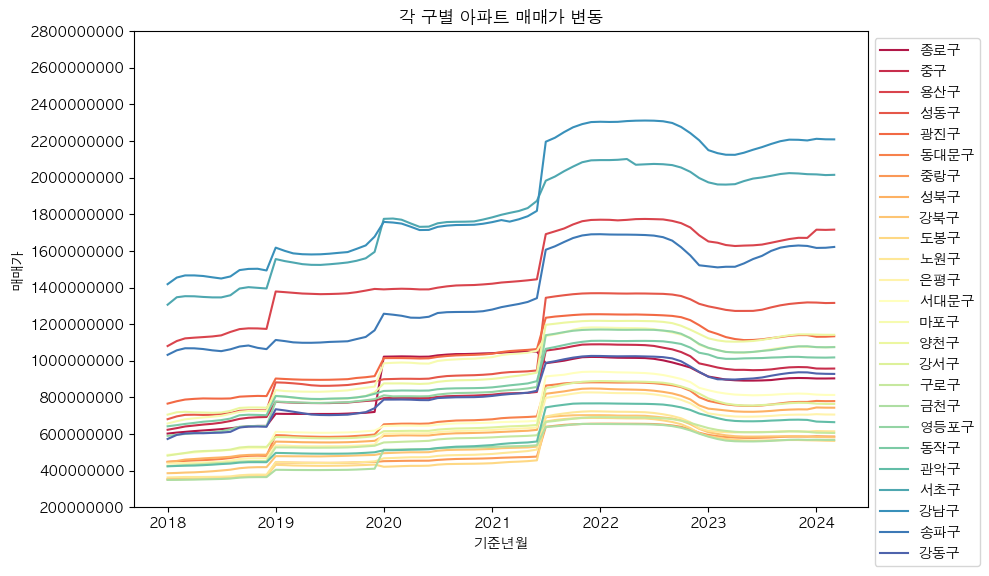 각 구별 아파트 매매가 변동
2800000000
2600000000
2400000000
2200000000
2000000000
1800000000
1600000000
1400000000
1200000000
1000000000
800000000
600000000
400000000
200000000
매매가
2018
2019
2020
2021
2022
2023
2024
기준년월
종로구
중구
용산구
성동구
광진구
동대문구
중랑구
성북구
강북구
도봉구
노원구
은평구
서대문구
마포구
양천구
강서구
구로구
금천구
영등포구
동작구
관악구
서초구
강남구
송파구
강동구